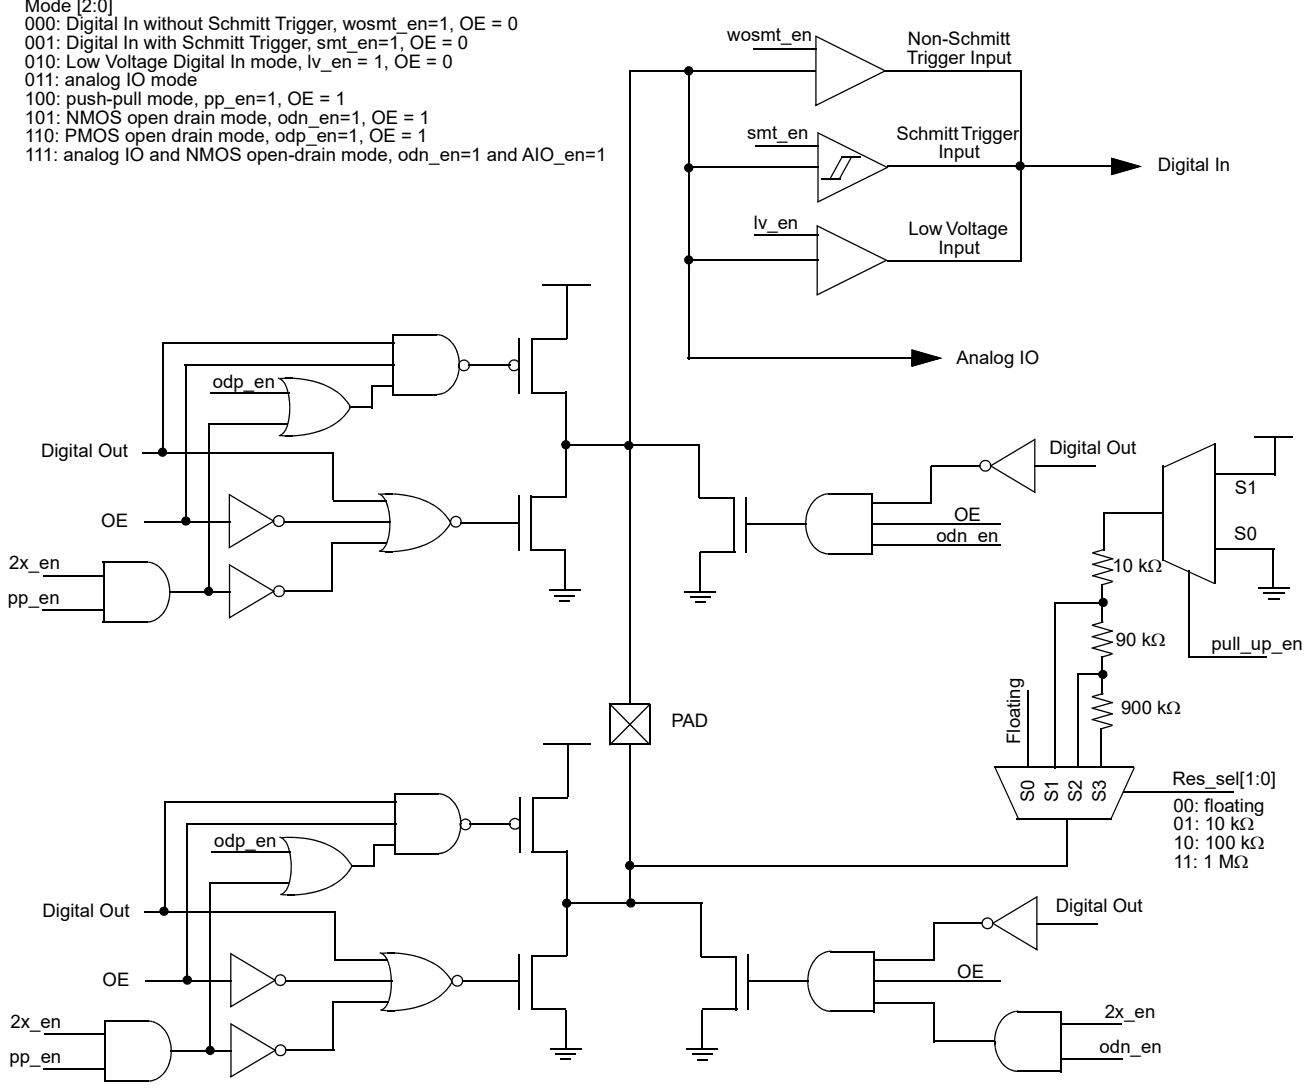 Mode [2:0]
000: Digital In without Schmitt Trigger, wosmt_en=1, OE = 0
001: Digital In with Schmitt Trigger, smt_en=1, OE = 0
010: Low Voltage Digital In mode, lv_en = 1, OE = 0
011: analog IO mode
100: push-pull mode, pp_en=1, OE = 1
101: NMOS open drain mode, odn_en=1, OE = 1
110: PMOS open drain mode, odp_en=1, OE = 1
111: analog IO and NMOS open-drain mode, odn_en=1 and AIO_en=1
wosmt_en
Non-Schmitt
Trigger Input
smt_en
Schmitt Trigger
Input
Digital In
lv_en
Low Voltage
Input
Analog IO
odp_en
Digital Out
OE
2x_en
pp_en
Digital Out
OE
odn_en
S1
S0
10 kΩ
90 kΩ
900 kΩ
pull_up_en
Floating
PAD
S0
S1
S2
S3
Res_sel[1:0]
00: floating
01: 10 kΩ
10: 100 kΩ
11: 1 MΩ
odp_en
Digital Out
OE
2x_en
pp_en
Digital Out
OE
2x_en
odn_en